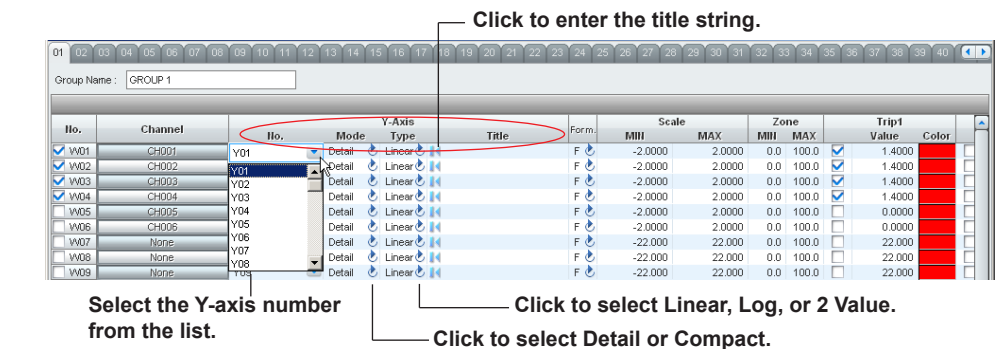 Click to enter the title string.
01 02 03 04 05 06 07 08 09 10 11 12 13 14 15 16 17 18 19 20 21 22 23 24 25 26 27 28 29 30 31 32 33 34 35 36 37 38 39 40
Group Name : GROUP 1
No. Channel Y-Axis Form. Scale Zone Trip1
No. Mode Type Title MIN MAX MIN MAX Value Color
W01 CH001 Y01 Detail Linear F -2.0000 2.0000 0.0 100.0 1.4000
W02 CH002 Y01 Detail Linear F -2.0000 2.0000 0.0 100.0 1.4000
W03 CH003 Y02 Detail Linear F -2.0000 2.0000 0.0 100.0 1.4000
W04 CH004 Y03 Detail Linear F -2.0000 2.0000 0.0 100.0 1.4000
W05 CH005 Y04 Detail Linear F -2.0000 2.0000 0.0 100.0 0.0000
W06 CH006 Y05 Detail Linear F -2.0000 2.0000 0.0 100.0 0.0000
W07 None Y06 Detail Linear F -22.000 22.000 0.0 100.0 22.000
Y07
W08 None Y08 Detail Linear F -22.000 22.000 0.0 100.0 22.000
W09 None Y09 Detail Linear F -22.000 22.000 0.0 100.0 22.000
Select the Y-axis number
from the list.
Click to select Linear, Log, or 2 Value.
Click to select Detail or Compact.